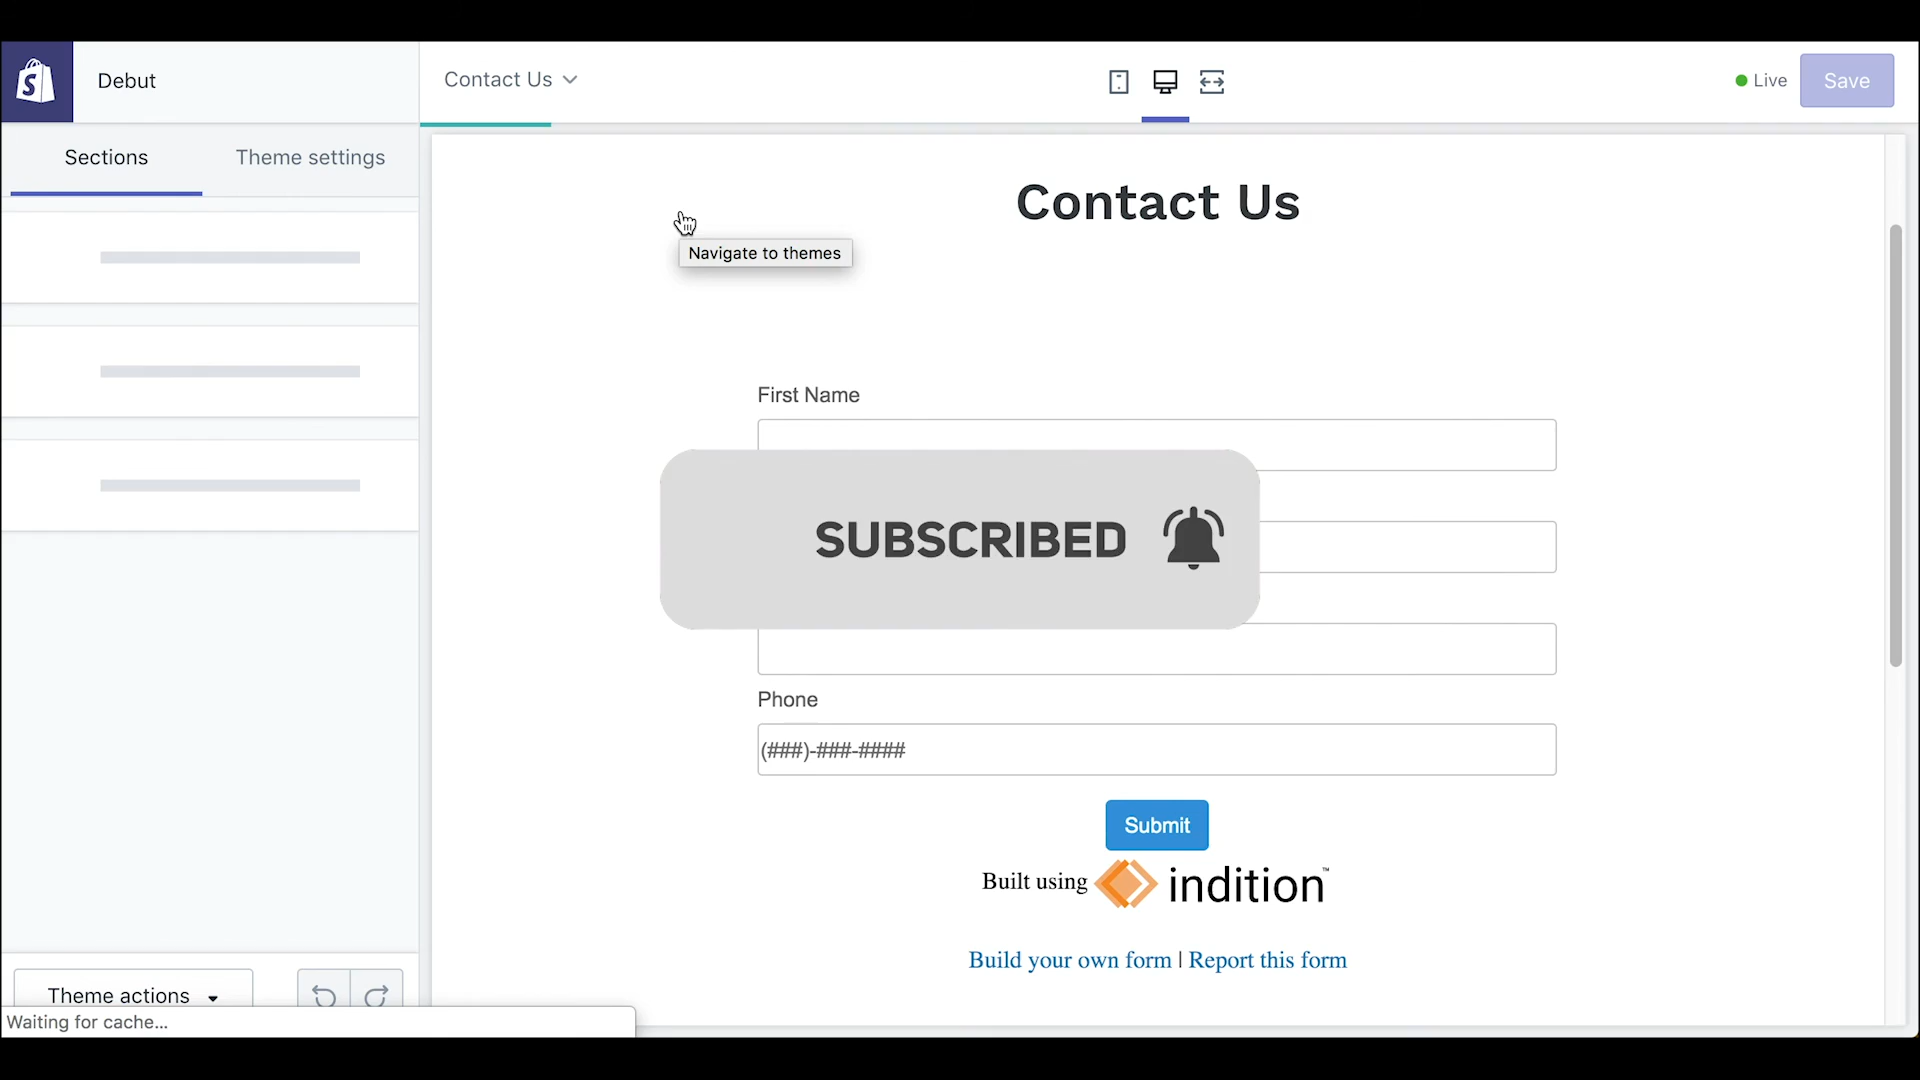 Debut
Contact Us
Live
Save
Sections
Theme settings
Contact Us
Navigate to themes
First Name
SUBSCRIBED
Phone
(###)-###-####
Submit
Built using indition™
Build your own form | Report this form
Theme actions
Waiting for cache...